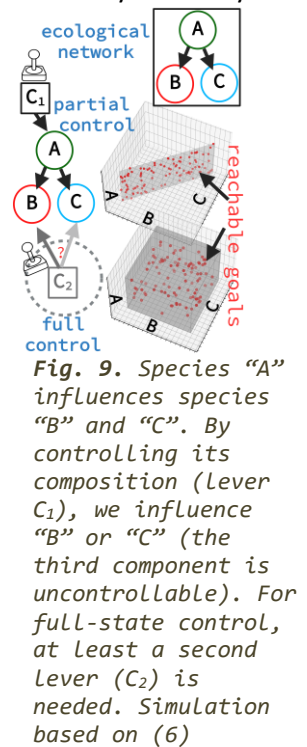 ecological
network
A
B
C
C₁
partial
control
A
B
C
?
C₂
full
control
A
B
C
reachable goals
A
B
C
Fig. 9. Species “A”
influences species
“B” and “C”. By
controlling its
composition (lever
C₁), we influence
“B” or “C” (the
third component is
uncontrollable). For
full-state control,
at least a second
lever (C₂) is
needed. Simulation
based on (6)